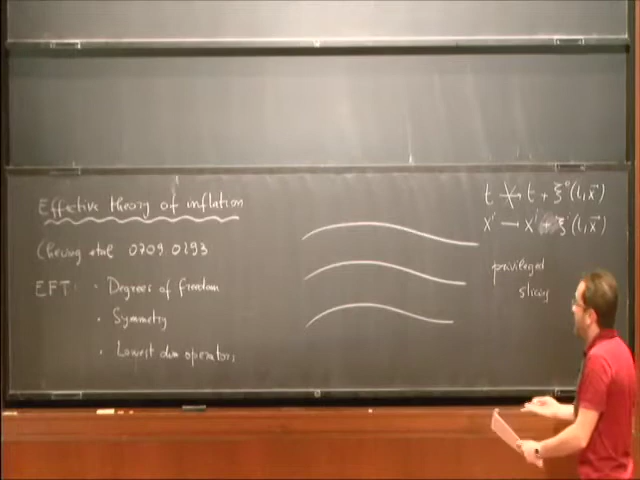 Effective theory of inflation
Cheung et al 0709.0293
EFT: · Degrees of freedom
· Symmetry
· Lowest dim operators
t ↛ t + ξ⁰(t, x⃗)
xⁱ → xⁱ + ξⁱ(t, x⃗)
privileged
slicing